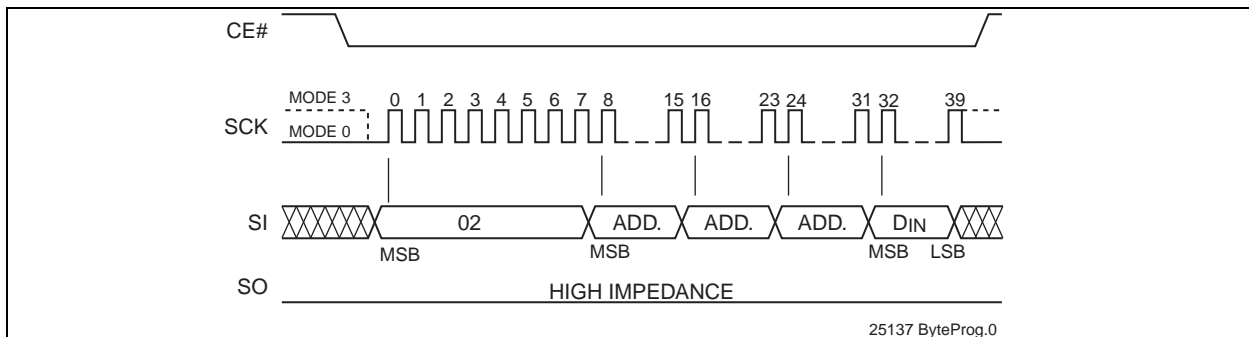 CE#
MODE 3 0 1 2 3 4 5 6 7 8 15 16 23 24 31 32 39
SCK MODE 0
SI 02 ADD. ADD. ADD. DIN
MSB MSB MSB LSB
SO HIGH IMPEDANCE
25137 ByteProg.0